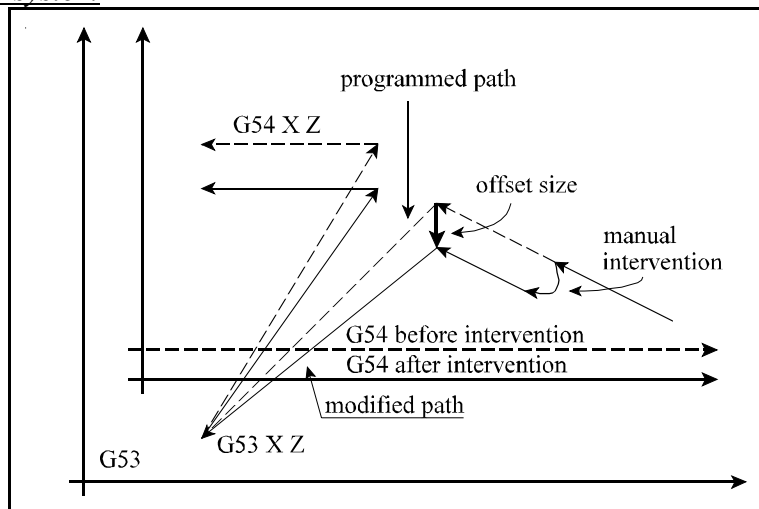 programmed path
G54 X Z
offset size
manual
intervention
G54 before intervention
G54 after intervention
modified path
G53 X Z
G53